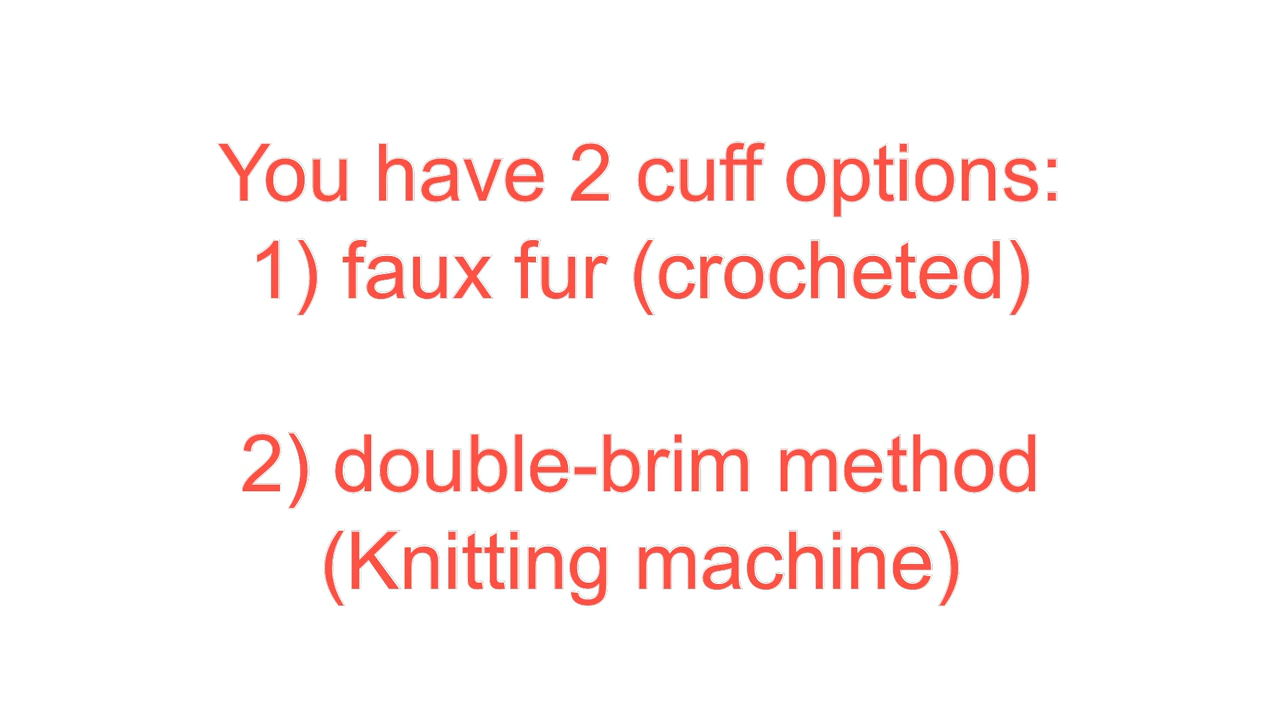 You have 2 cuff options:
1) faux fur (crocheted)
2) double-brim method
(Knitting machine)